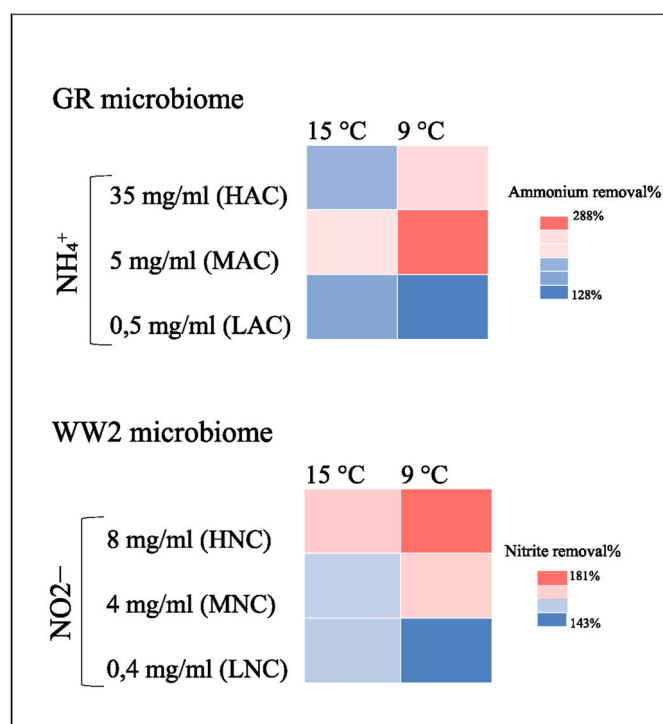 GR microbiome
15 °C 9 °C
35 mg/ml (HAC)
5 mg/ml (MAC)
0,5 mg/ml (LAC)
NH₄⁺
Ammonium removal%
288%
128%
WW2 microbiome
15 °C 9 °C
8 mg/ml (HNC)
4 mg/ml (MNC)
0,4 mg/ml (LNC)
NO2−
Nitrite removal%
181%
143%